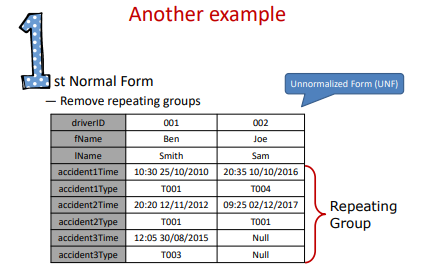 Another example
1st Normal Form
Unnormalized Form (UNF)
— Remove repeating groups
driverID 001 002
fName Ben Joe
lName Smith Sam
accident1Time 10:30 25/10/2010 20:35 10/10/2016
accident1Type T001 T004
accident2Time 20:20 12/11/2012 09:25 02/12/2017
accident2Type T001 T001
accident3Time 12:05 30/08/2015 Null
accident3Type T003 Null
Repeating
Group